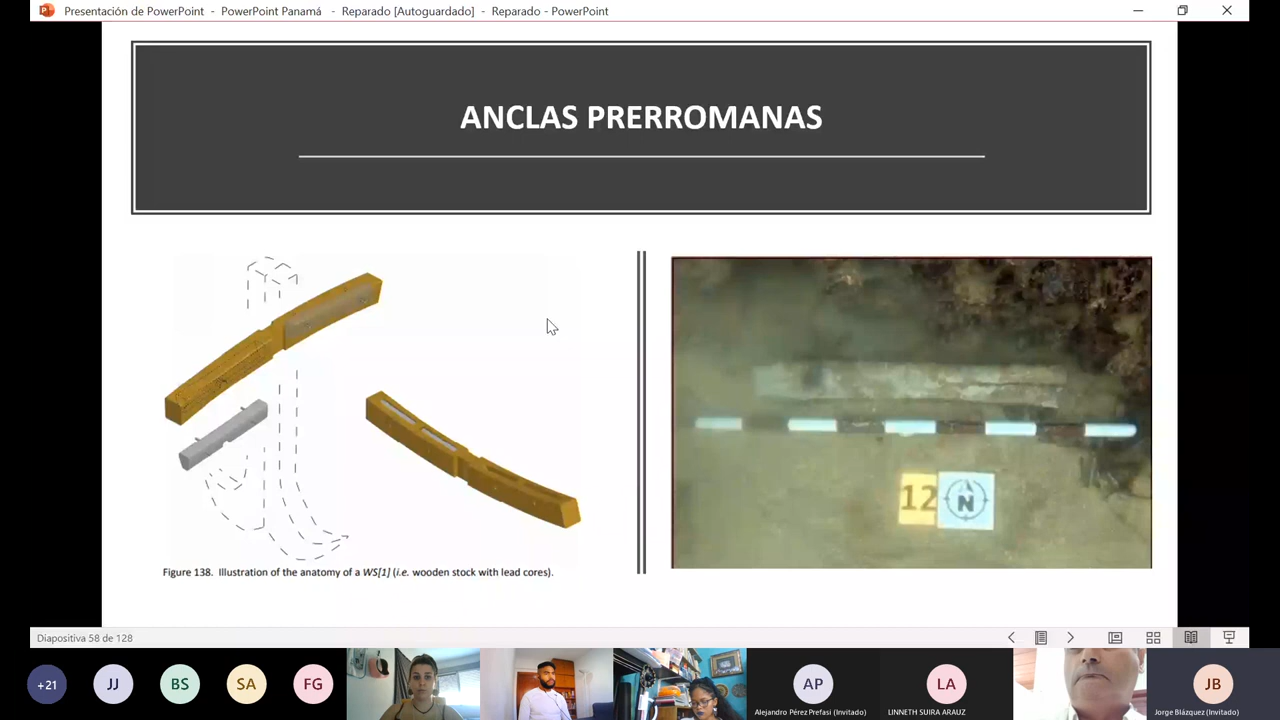 Presentación de PowerPoint - PowerPoint Panamá - Reparado [Autoguardado] - Reparado - PowerPoint
ANCLAS PRERROMANAS
12
N
Figure 138. Illustration of the anatomy of a WS[1] (i.e. wooden stock with lead cores).
Diapositiva 58 de 128
+21
JJ
BS
SA
FG
AP
LA
JB
Alejandro Pérez Prefasi (Invitado)
LINNETH SUIRA ARAUZ
Jorge Blázquez (Invitado)